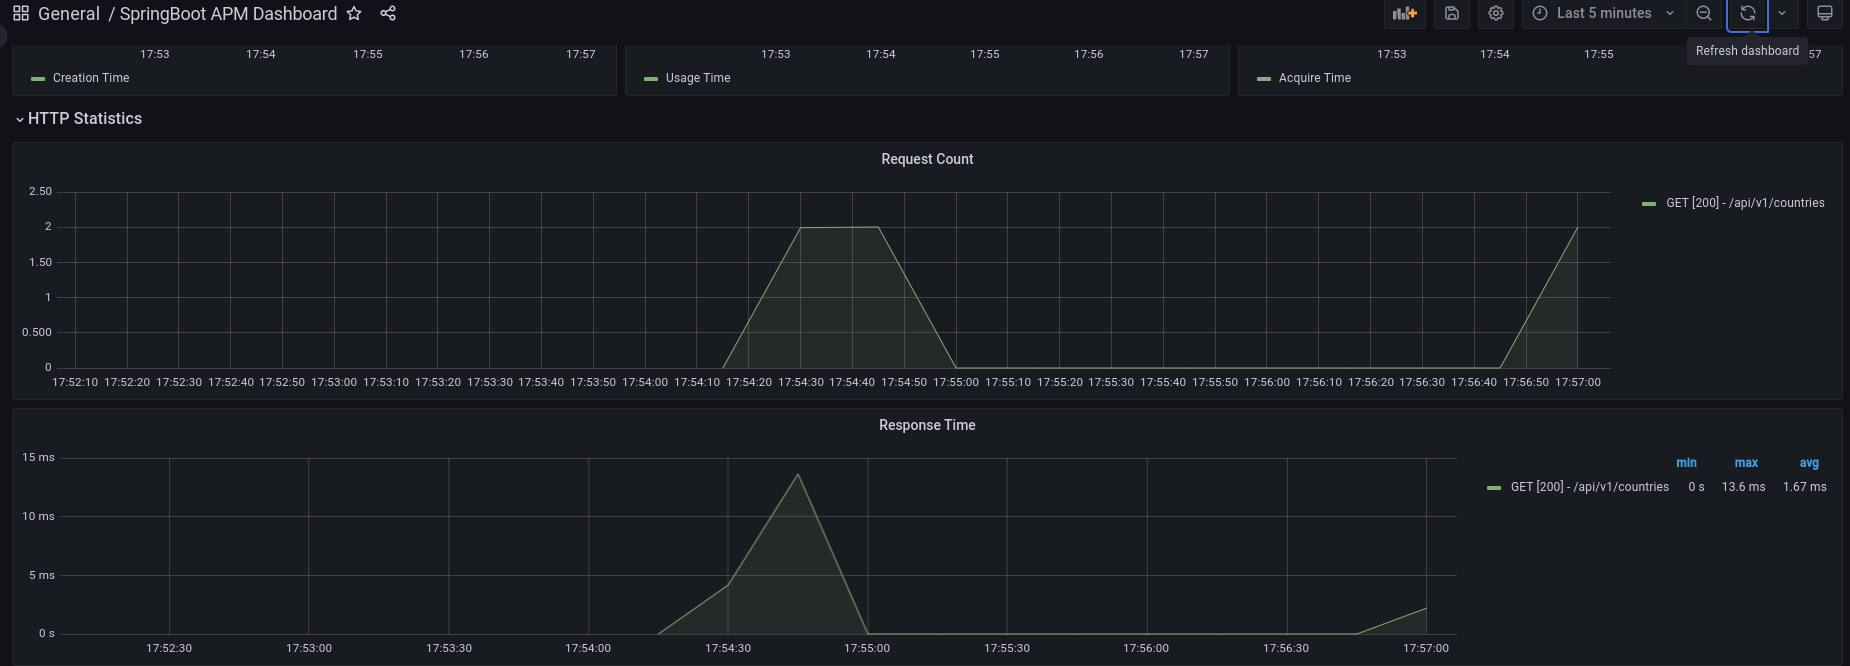 General / SpringBoot APM Dashboard
Last 5 minutes
Refresh dashboard
17:53 17:54 17:55 17:56 17:57
Creation Time
17:53 17:54 17:55 17:56 17:57
Usage Time
17:53 17:54 17:55 57
Acquire Time
HTTP Statistics
Request Count
2.50
2
1.50
1
0.500
0
17:52:10 17:52:20 17:52:30 17:52:40 17:52:50 17:53:00 17:53:10 17:53:20 17:53:30 17:53:40 17:53:50 17:54:00 17:54:10 17:54:20 17:54:30 17:54:40 17:54:50 17:55:00 17:55:10 17:55:20 17:55:30 17:55:40 17:55:50 17:56:00 17:56:10 17:56:20 17:56:30 17:56:40 17:56:50 17:57:00
GET [200] - /api/v1/countries
Response Time
15 ms
10 ms
5 ms
0 s
17:52:30 17:53:00 17:53:30 17:54:00 17:54:30 17:55:00 17:55:30 17:56:00 17:56:30 17:57:00
min max avg
GET [200] - /api/v1/countries 0 s 13.6 ms 1.67 ms